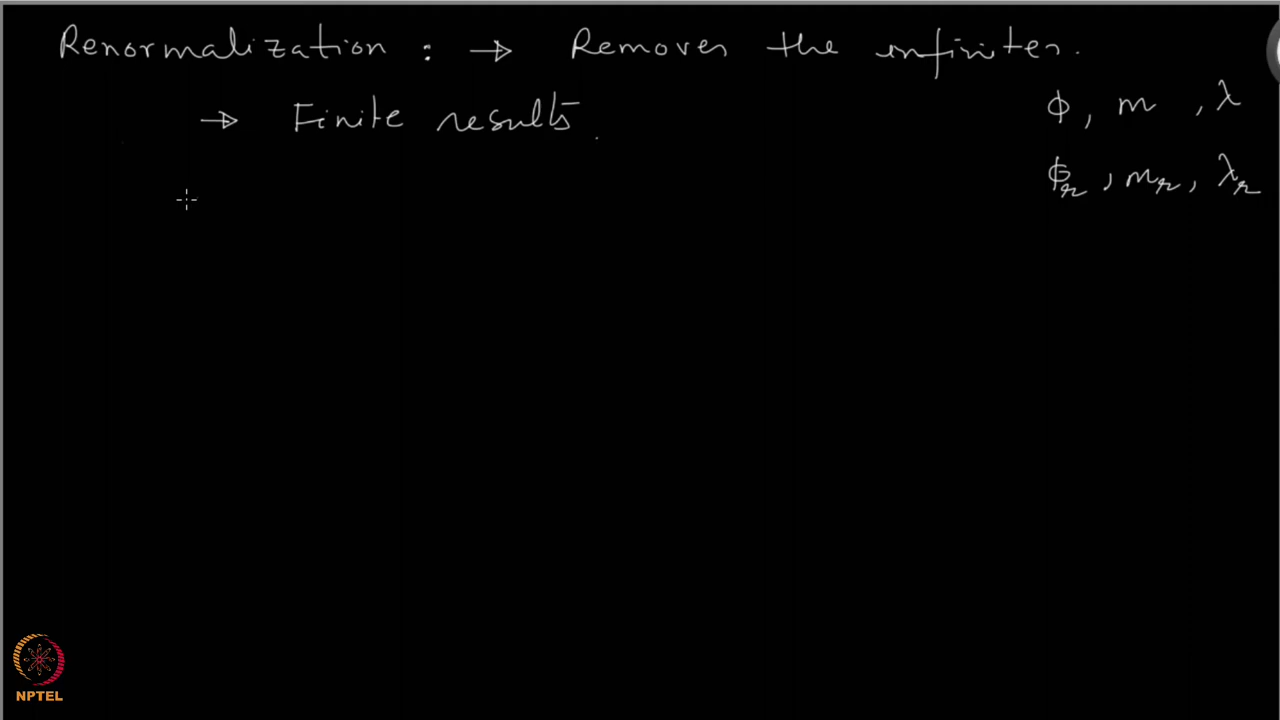 Renormalization : → Removes the infinites.
→ Finite results.
ϕ, m, λ
ϕr, mr, λr
NPTEL